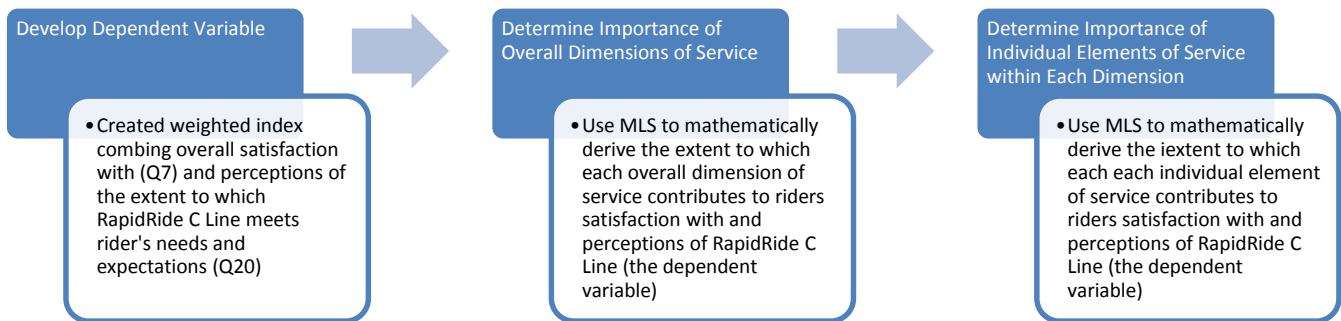 Develop Dependent Variable
•Created weighted index
combing overall satisfaction
with (Q7) and perceptions of
the extent to which
RapidRide C Line meets
rider's needs and
expectations (Q20)
Determine Importance of
Overall Dimensions of Service
•Use MLS to mathematically
derive the extent to which
each overall dimension of
service contributes to riders
satisfaction with and
perceptions of RapidRide C
Line (the dependent
variable)
Determine Importance of
Individual Elements of Service
within Each Dimension
•Use MLS to mathematically
derive the iextent to which
each each individual element
of service contributes to
riders satisfaction with and
perceptions of RapidRide C
Line (the dependent
variable)